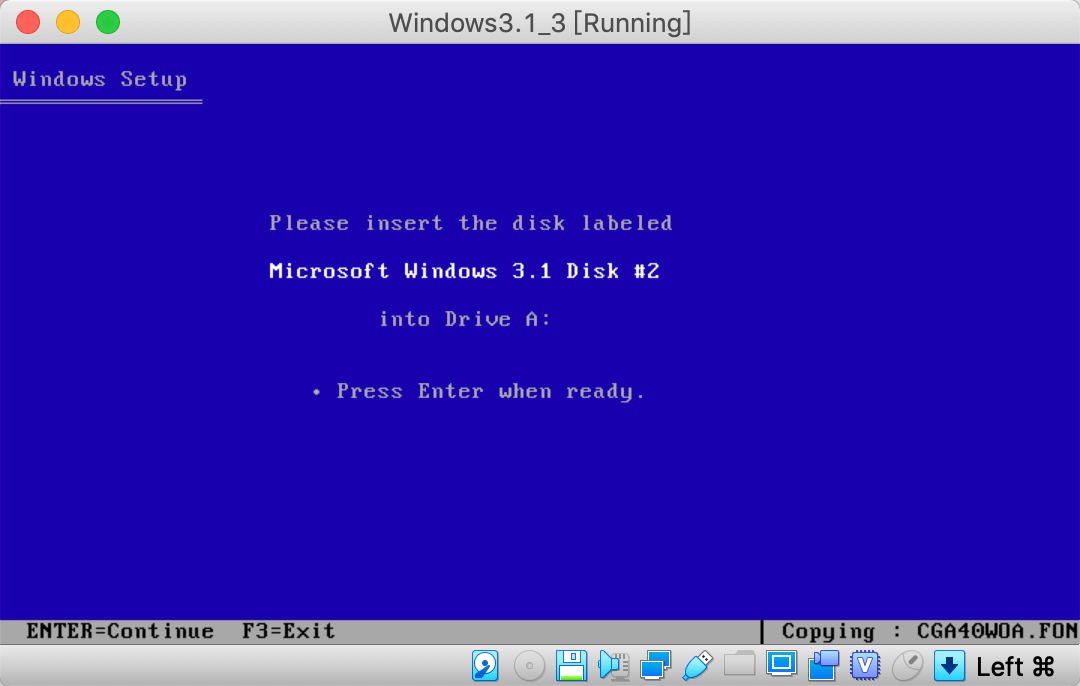 Windows3.1_3 [Running]
Windows Setup
Please insert the disk labeled
Microsoft Windows 3.1 Disk #2
into Drive A:
• Press Enter when ready.
ENTER=Continue F3=Exit | Copying : CGA40WOA.FON
V
Left ⌘